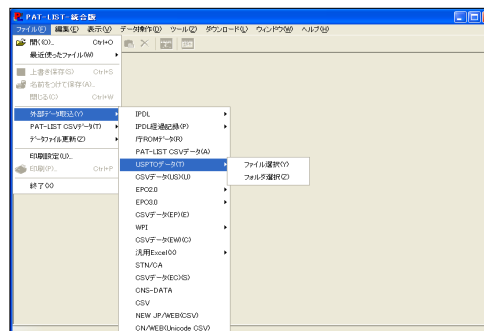 PAT-LIST-統合版
ファイル(F) 編集(E) 表示(V) データ操作(D) ツール(Z) ダウンロード(L) ウィンドウ(W) ヘルプ(H)
開く(O)... Ctrl+O
最近使ったファイル(W)
上書き保存(S) Ctrl+S
名前をつけて保存(A)...
閉じる(C) Ctrl+W
外部データ取込(Y)
PAT-LIST CSVデータ(T)
データファイル更新(Z)
印刷設定(U)...
印刷(P)... Ctrl+P
終了(X)
IPDL
IPDL経過記録(P)
庁ROMデータ(R)
PAT-LIST CSVデータ(A)
USPTOデータ(T)
CSVデータ(US)(U)
EPO2.0
EPO3.0
CSVデータ(EP)(E)
WPI
CSVデータ(EW)(C)
汎用Excel(X)
STN/CA
CSVデータ(EC)(S)
CNS-DATA
CSV
NEW JP/WEB(CSV)
CN/WEB(Unicode CSV)
ファイル選択(Y)
フォルダ選択(Z)